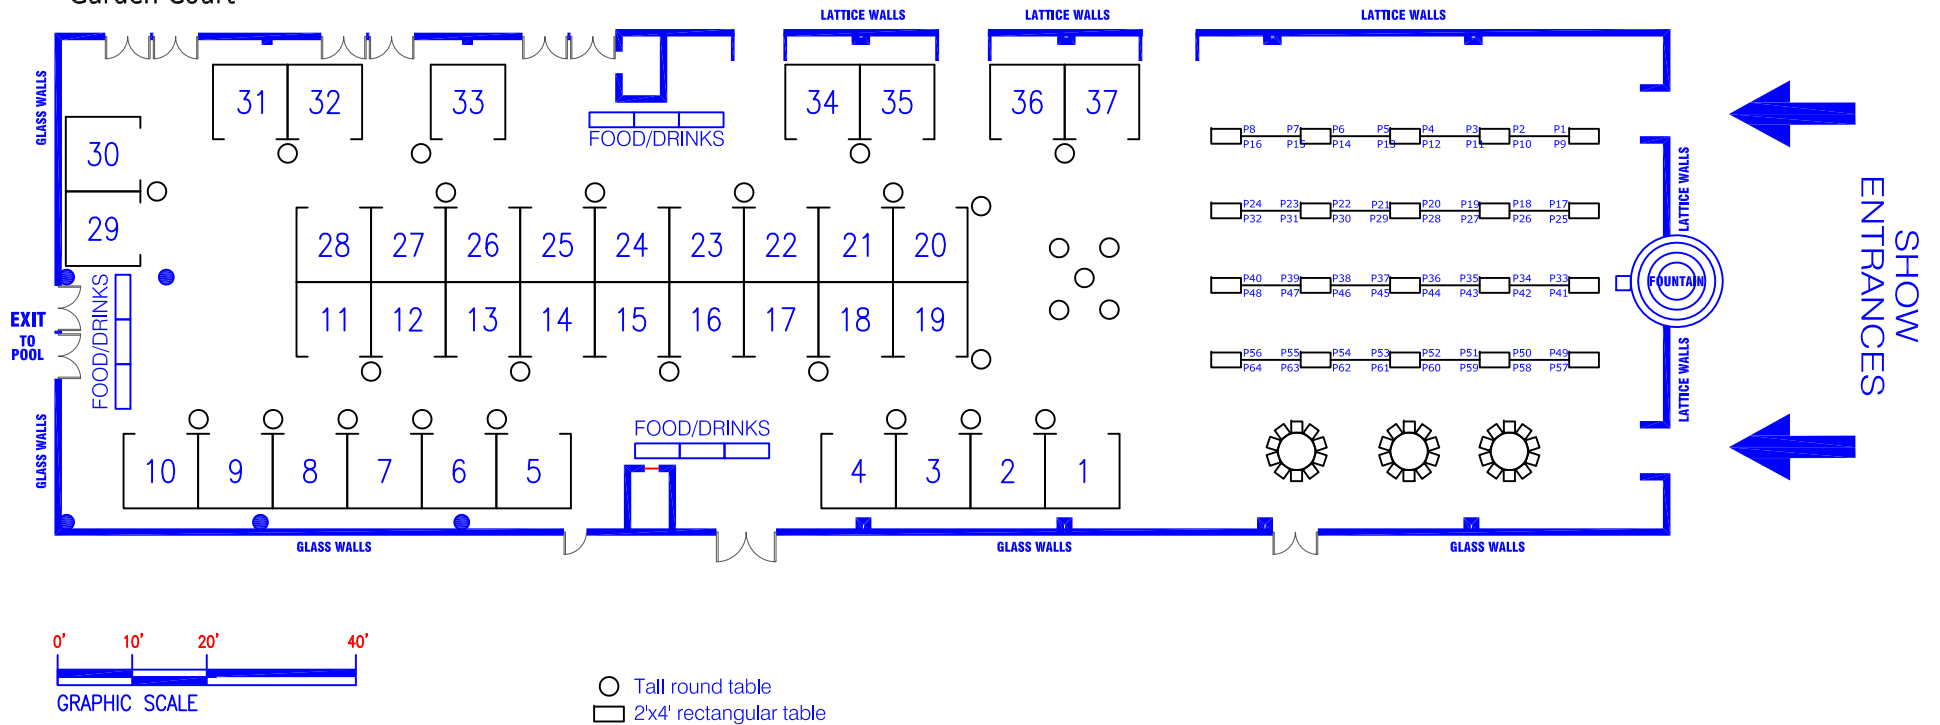 Garden Court
LATTICE WALLS
LATTICE WALLS
LATTICE WALLS
GLASS WALLS
31 32 33 34 35 36 37
FOOD/DRINKS
30
29
P8 P7 P6 P5 P4 P3 P2 P1
P16 P15 P14 P13 P12 P11 P10 P9
LATTICE WALLS
SHOW
ENTRANCES
P24 P23 P22 P21 P20 P19 P18 P17
P32 P31 P30 P29 P28 P27 P26 P25
28 27 26 25 24 23 22 21 20
FOUNTAIN
P40 P39 P38 P37 P36 P35 P34 P33
P48 P47 P46 P45 P44 P43 P42 P41
11 12 13 14 15 16 17 18 19
EXIT
TO
POOL
FOOD/DRINKS
P56 P55 P54 P53 P52 P51 P50 P49
P64 P63 P62 P61 P60 P59 P58 P57
LATTICE WALLS
GLASS WALLS
FOOD/DRINKS
10 9 8 7 6 5 4 3 2 1
GLASS WALLS
GLASS WALLS
GLASS WALLS
0' 10' 20' 40'
GRAPHIC SCALE
Tall round table
2'x4' rectangular table